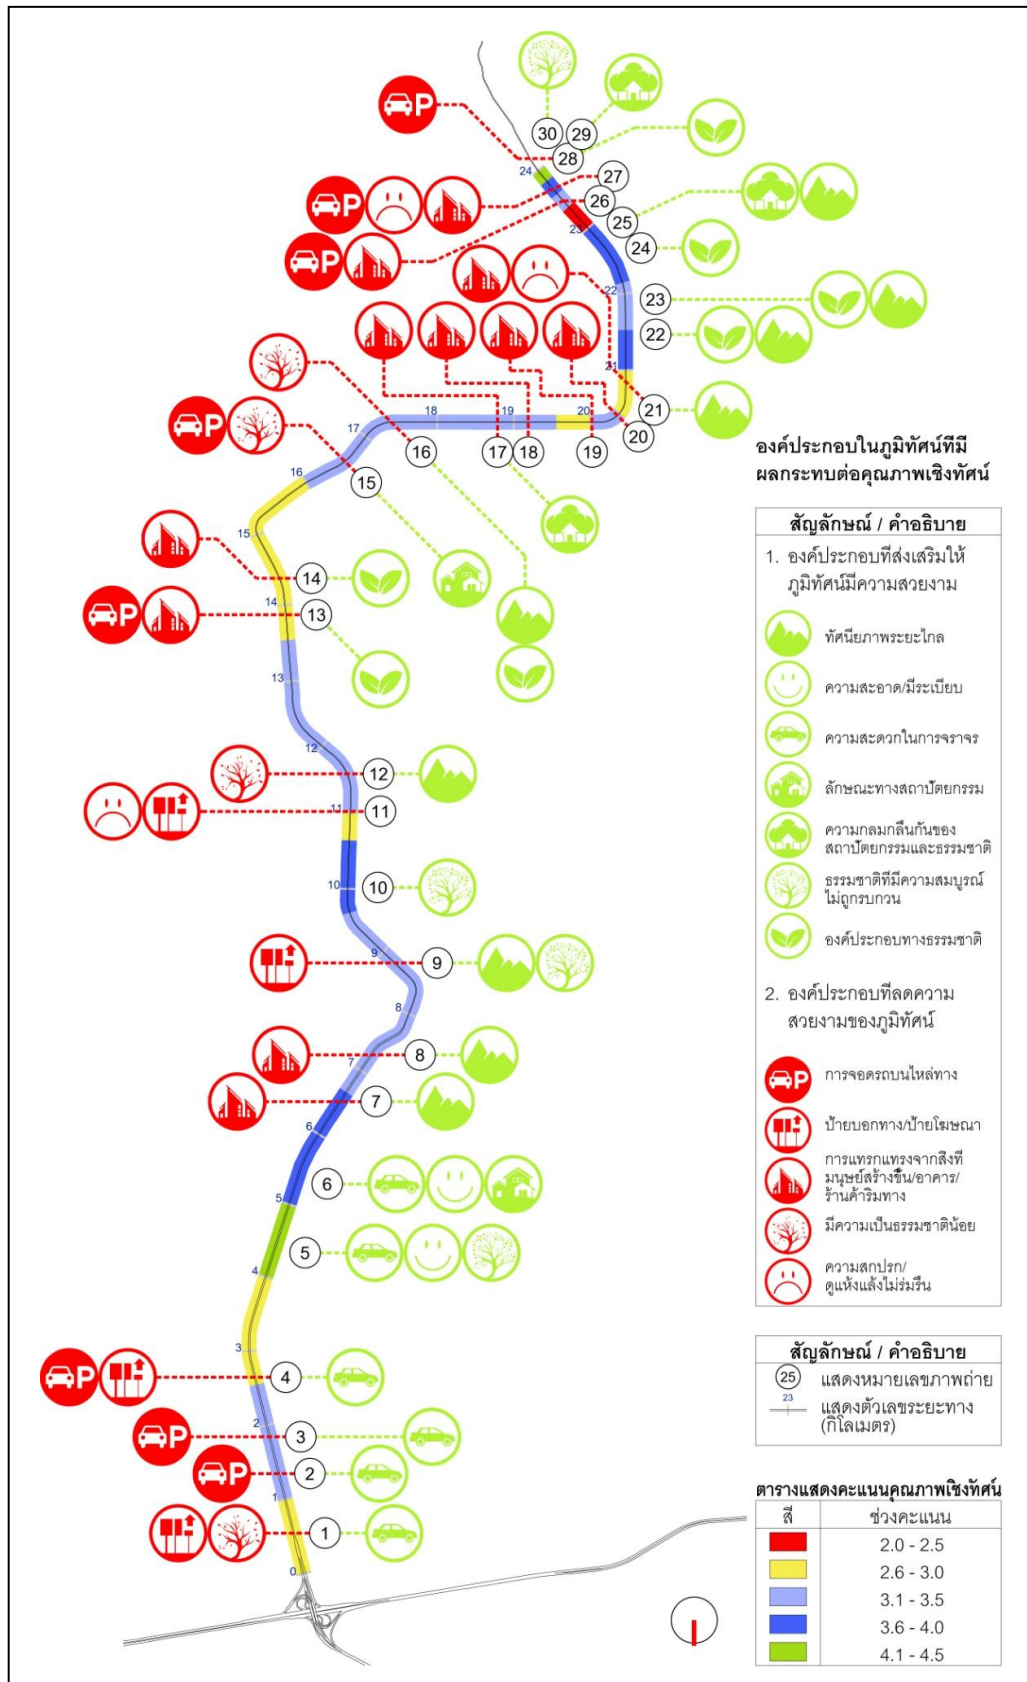 30
29
28
24
27
26
25
23
24
22
23
22
21
21
20
20
19
18
17
16
19
18
17
16
15
15
14
14
13
13
12
12
11
11
10
10
9
9
8
8
7
7
6
6
5
5
4
3
4
2
3
2
1
1
0
P
P
P
P
P
P
P
P
องค์ประกอบในภูมิทัศน์ที่มี
ผลกระทบต่อคุณภาพเชิงทัศน์
สัญลักษณ์ / คำอธิบาย
1. องค์ประกอบที่ส่งเสริมให้
ภูมิทัศน์มีความสวยงาม
ทัศนียภาพระยะไกล
ความสะอาด/มีระเบียบ
ความสะดวกในการจราจร
ลักษณะทางสถาปัตยกรรม
ความกลมกลืนกันของ
สถาปัตยกรรมและธรรมชาติ
ธรรมชาติที่มีความสมบูรณ์
ไม่ถูกรบกวน
องค์ประกอบทางธรรมชาติ
2. องค์ประกอบที่ลดความ
สวยงามของภูมิทัศน์
P
การจอดรถบนไหล่ทาง
ป้ายบอกทาง/ป้ายโฆษณา
การแทรกแทรงจากสิ่งที่
มนุษย์สร้างขึ้น/อาคาร/
ร้านค้าริมทาง
มีความเป็นธรรมชาติน้อย
ความสกปรก/
ดูแห้งแล้งไม่ร่มรื่น
สัญลักษณ์ / คำอธิบาย
25 แสดงหมายเลขภาพถ่าย
23 แสดงตัวเลขระยะทาง
(กิโลเมตร)
ตารางแสดงคะแนนคุณภาพเชิงทัศน์
สี ช่วงคะแนน
2.0 - 2.5
2.6 - 3.0
3.1 - 3.5
3.6 - 4.0
4.1 - 4.5